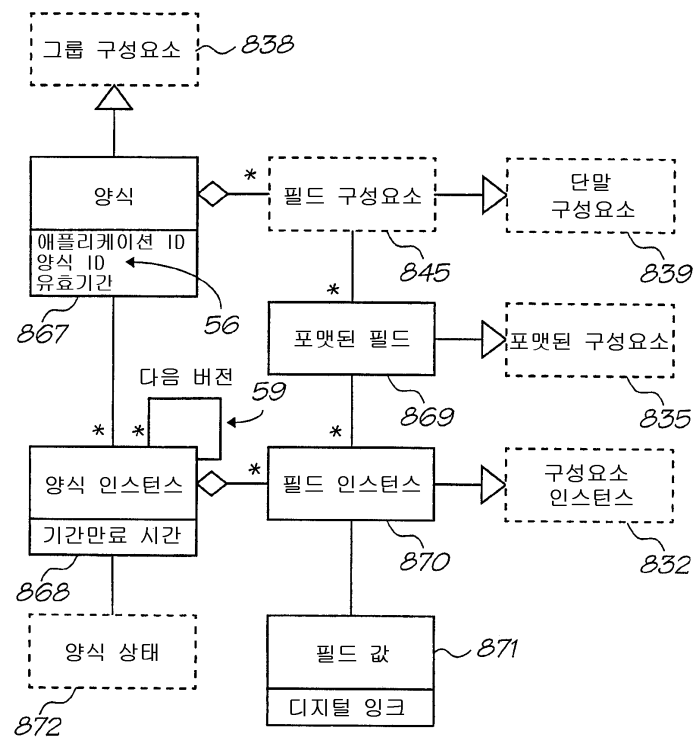 그룹 구성요소
838
양식
애플리케이션 ID
양식 ID
유효기간
867
56
*
필드 구성요소
845
단말
구성요소
839
*
포맷된 필드
869
포맷된 구성요소
835
다음 버전
59
*
*
*
*
양식 인스턴스
기간만료 시간
868
필드 인스턴스
870
구성요소
인스턴스
832
양식 상태
872
필드 값
디지털 잉크
871